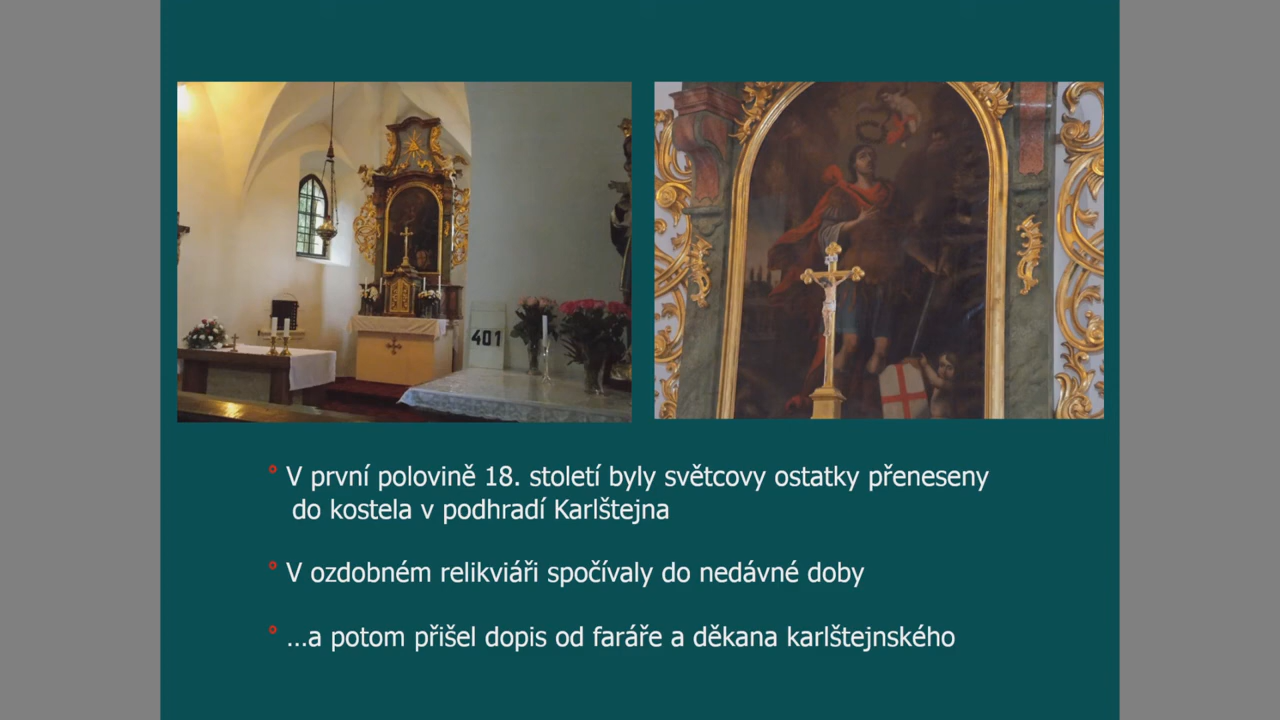 401
° V první polovině 18. století byly světcovy ostatky přeneseny
do kostela v podhradí Karlštejna
° V ozdobném relikviáři spočívaly do nedávné doby
° ...a potom přišel dopis od faráře a děkana karlštejnského